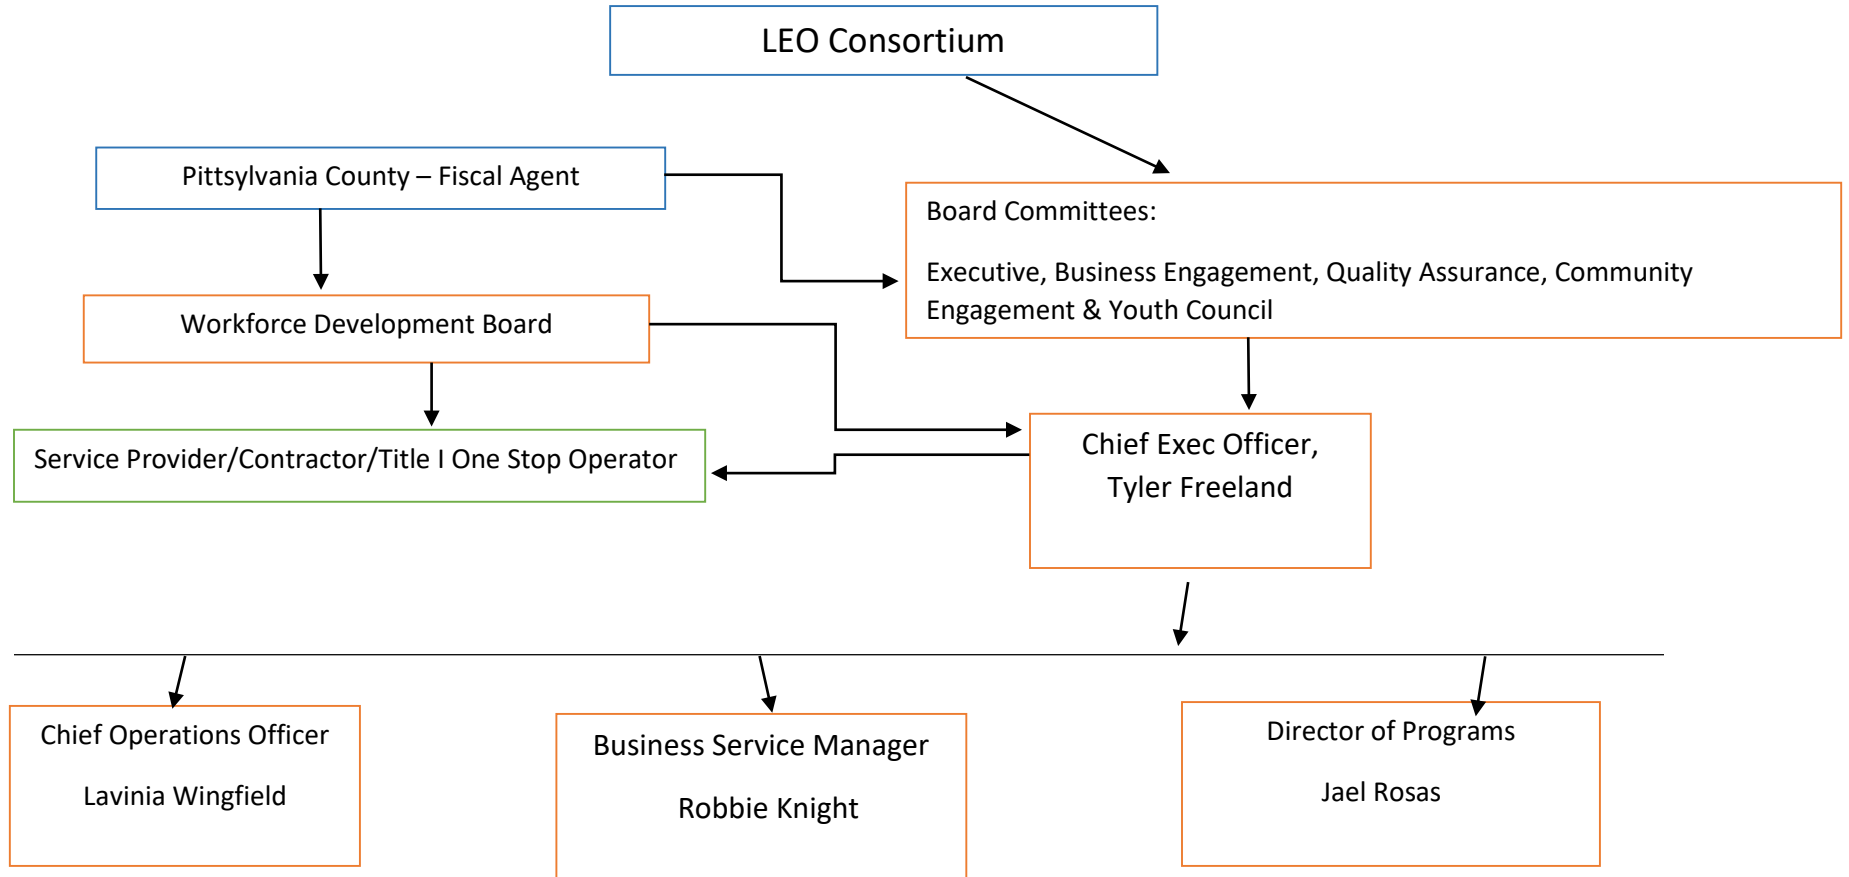 LEO Consortium
Pittsylvania County – Fiscal Agent
Board Committees:
Executive, Business Engagement, Quality Assurance, Community
Engagement & Youth Council
Workforce Development Board
Service Provider/Contractor/Title I One Stop Operator
Chief Exec Officer,
Tyler Freeland
Chief Operations Officer
Lavinia Wingfield
Business Service Manager
Robbie Knight
Director of Programs
Jael Rosas